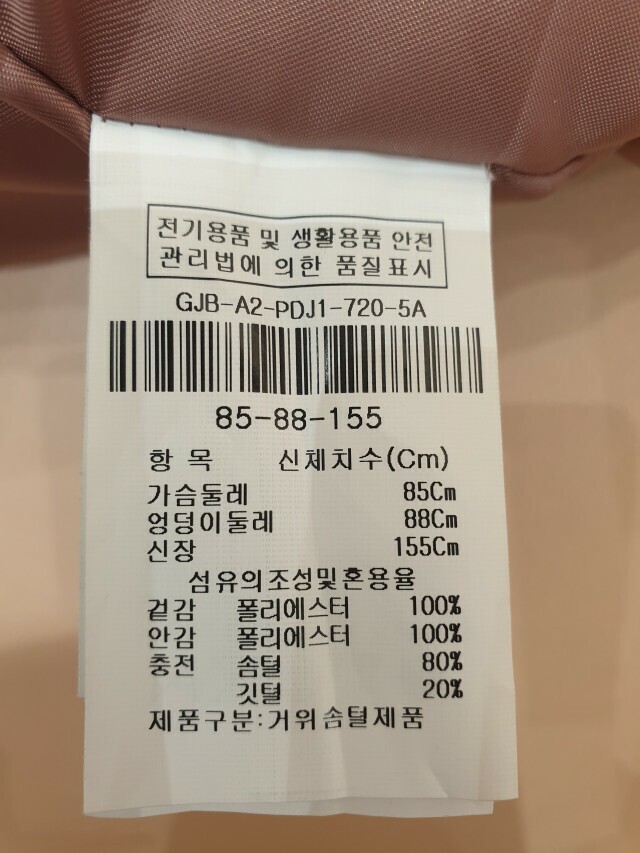 전기용품 및 생활용품 안전
관리법에 의한 품질표시
GJB-A2-PDJ1-720-5A
85-88-155
항 목 신체치수(Cm)
가슴둘레 85Cm
엉덩이둘레 88Cm
신장 155Cm
섬유의조성및혼용율
겉감 폴리에스터 100%
안감 폴리에스터 100%
충전 솜털 80%
깃털 20%
제품구분:거위솜털제품